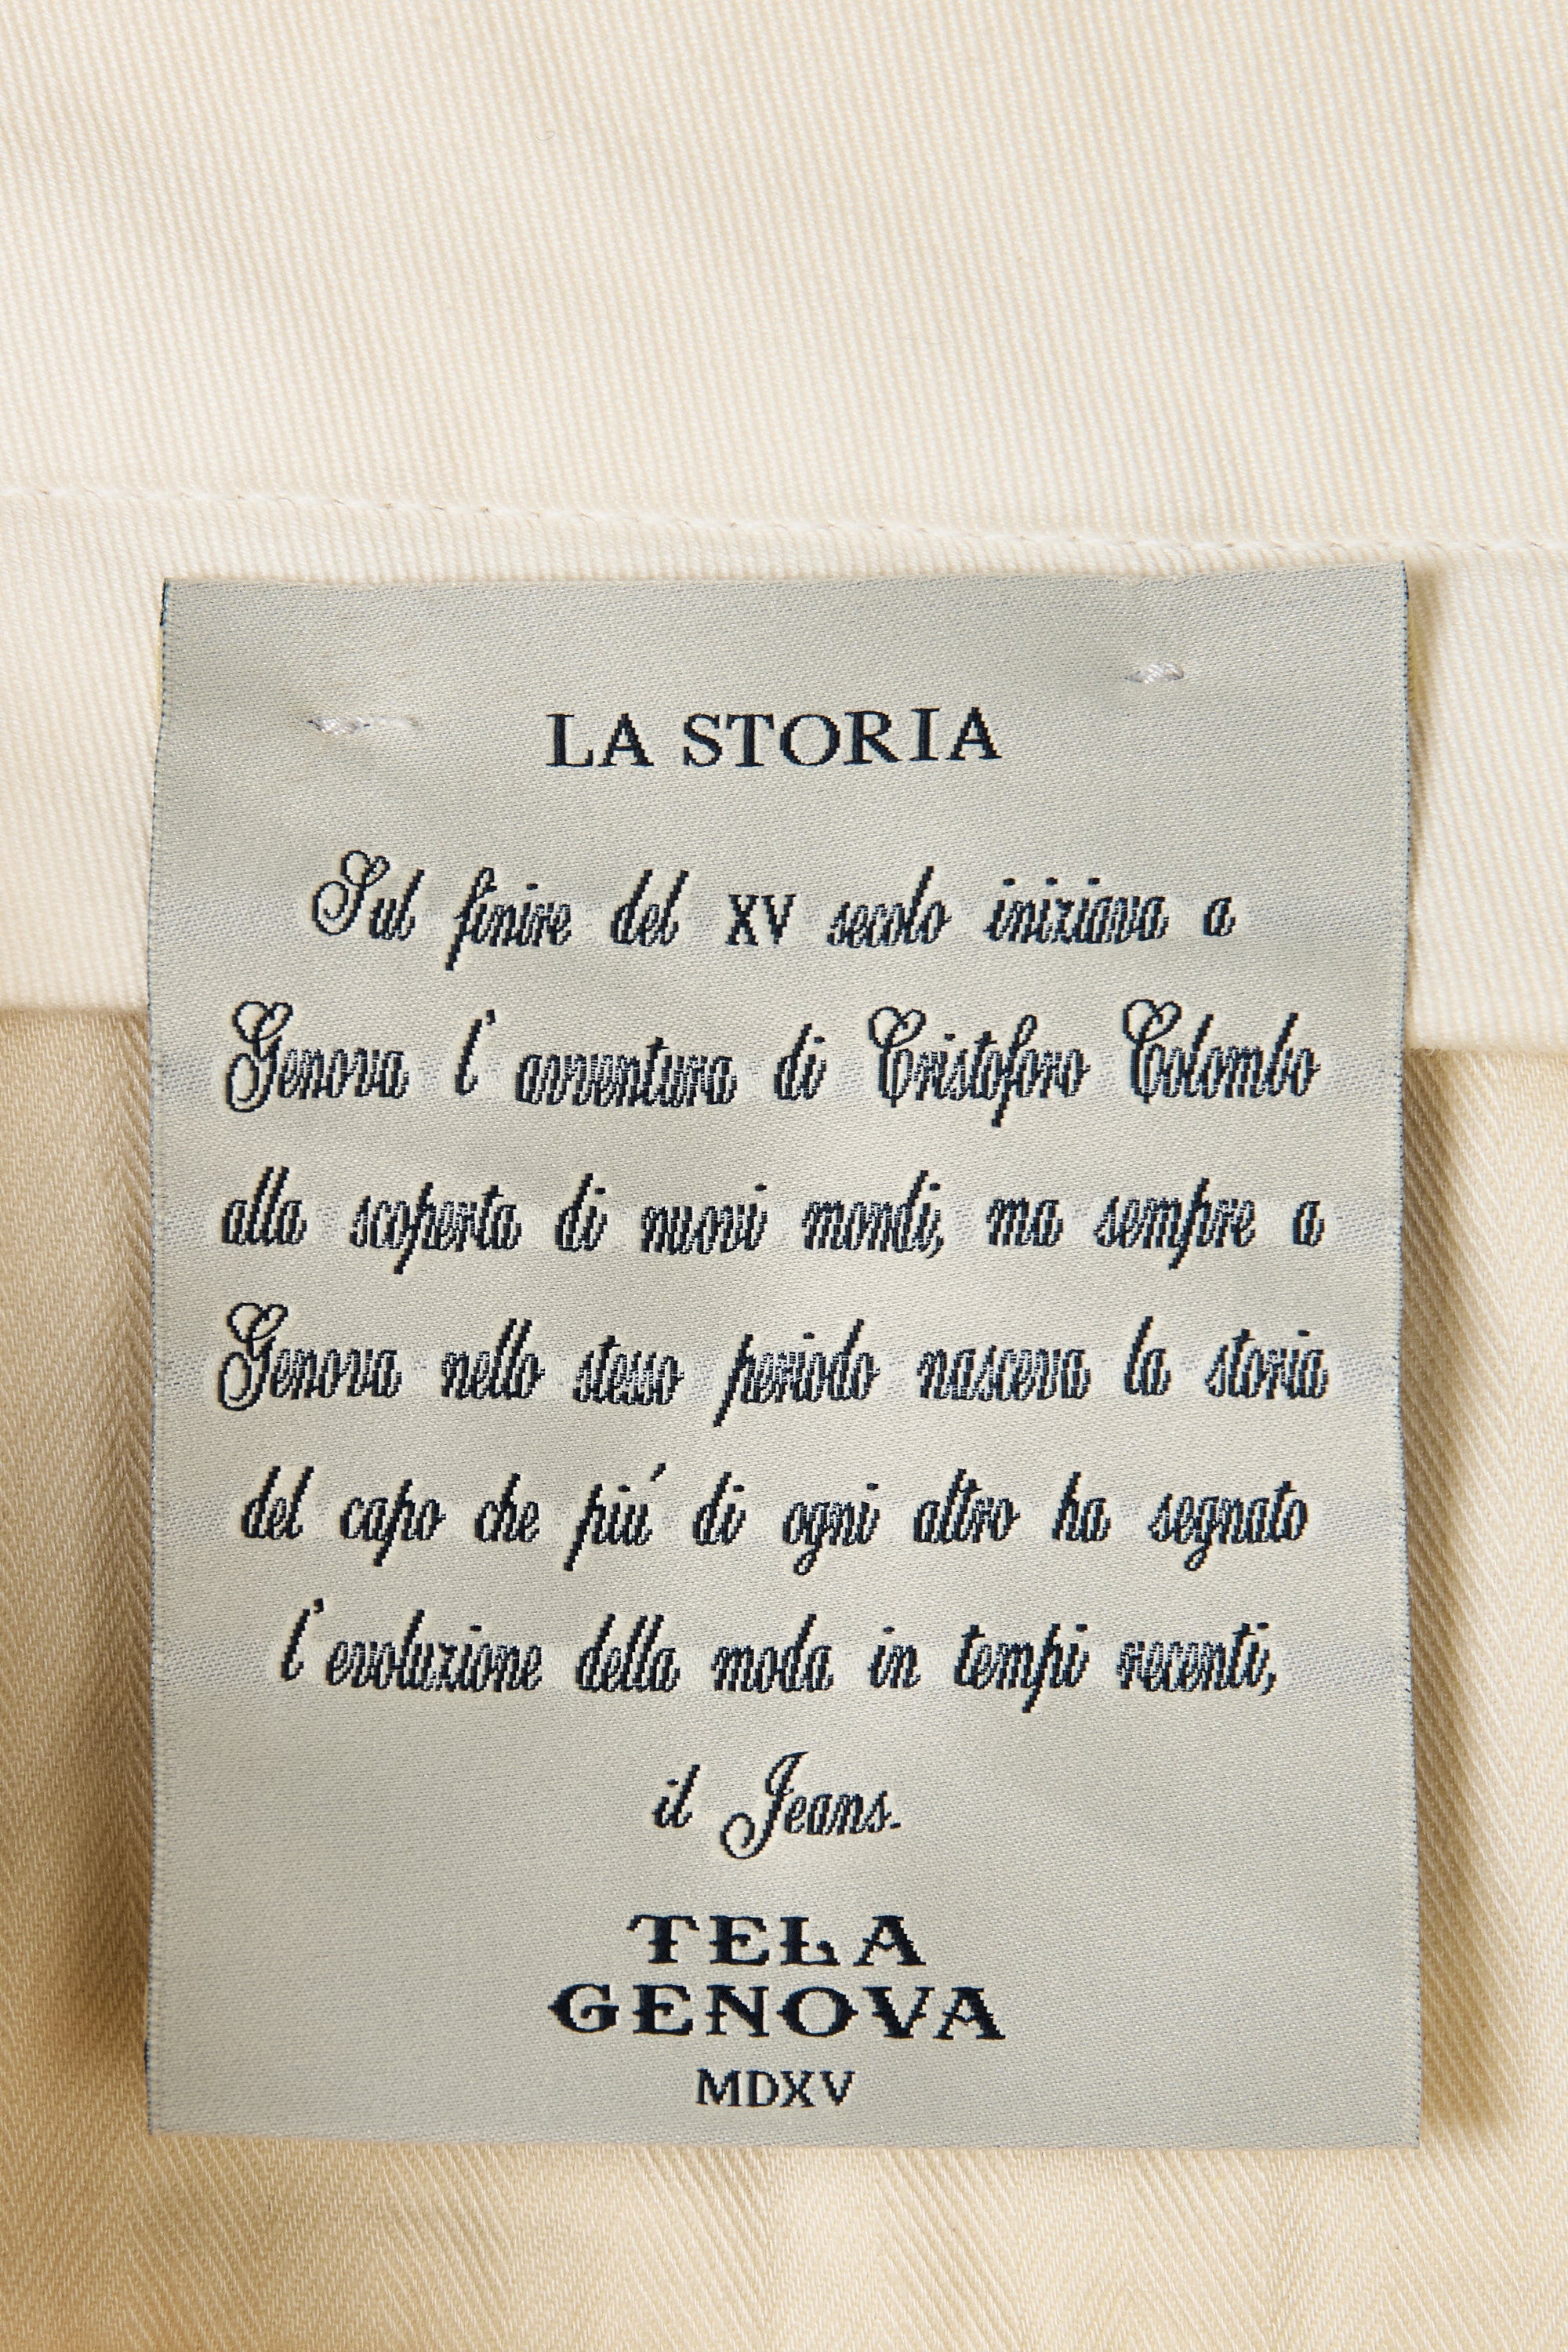 LA STORIA
Sul finire del XV secolo iniziava a
Genova l'avventura di Cristoforo Colombo
alla scoperta di nuovi mondi, ma sempre a
Genova nello stesso periodo nasceva la storia
del capo che piú di ogni altro ha segnato
l'evoluzione della moda in tempi recenti,
il Jeans.
TELA
GENOVA
MDXV